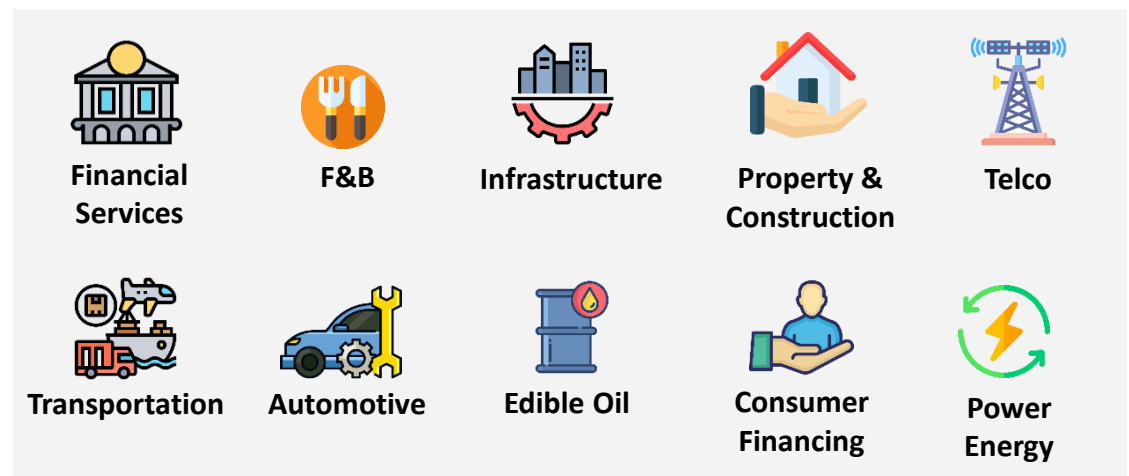 Financial
Services
F&B
Infrastructure
Property &
Construction
Telco
Transportation
Automotive
Edible Oil
Consumer
Financing
Power
Energy